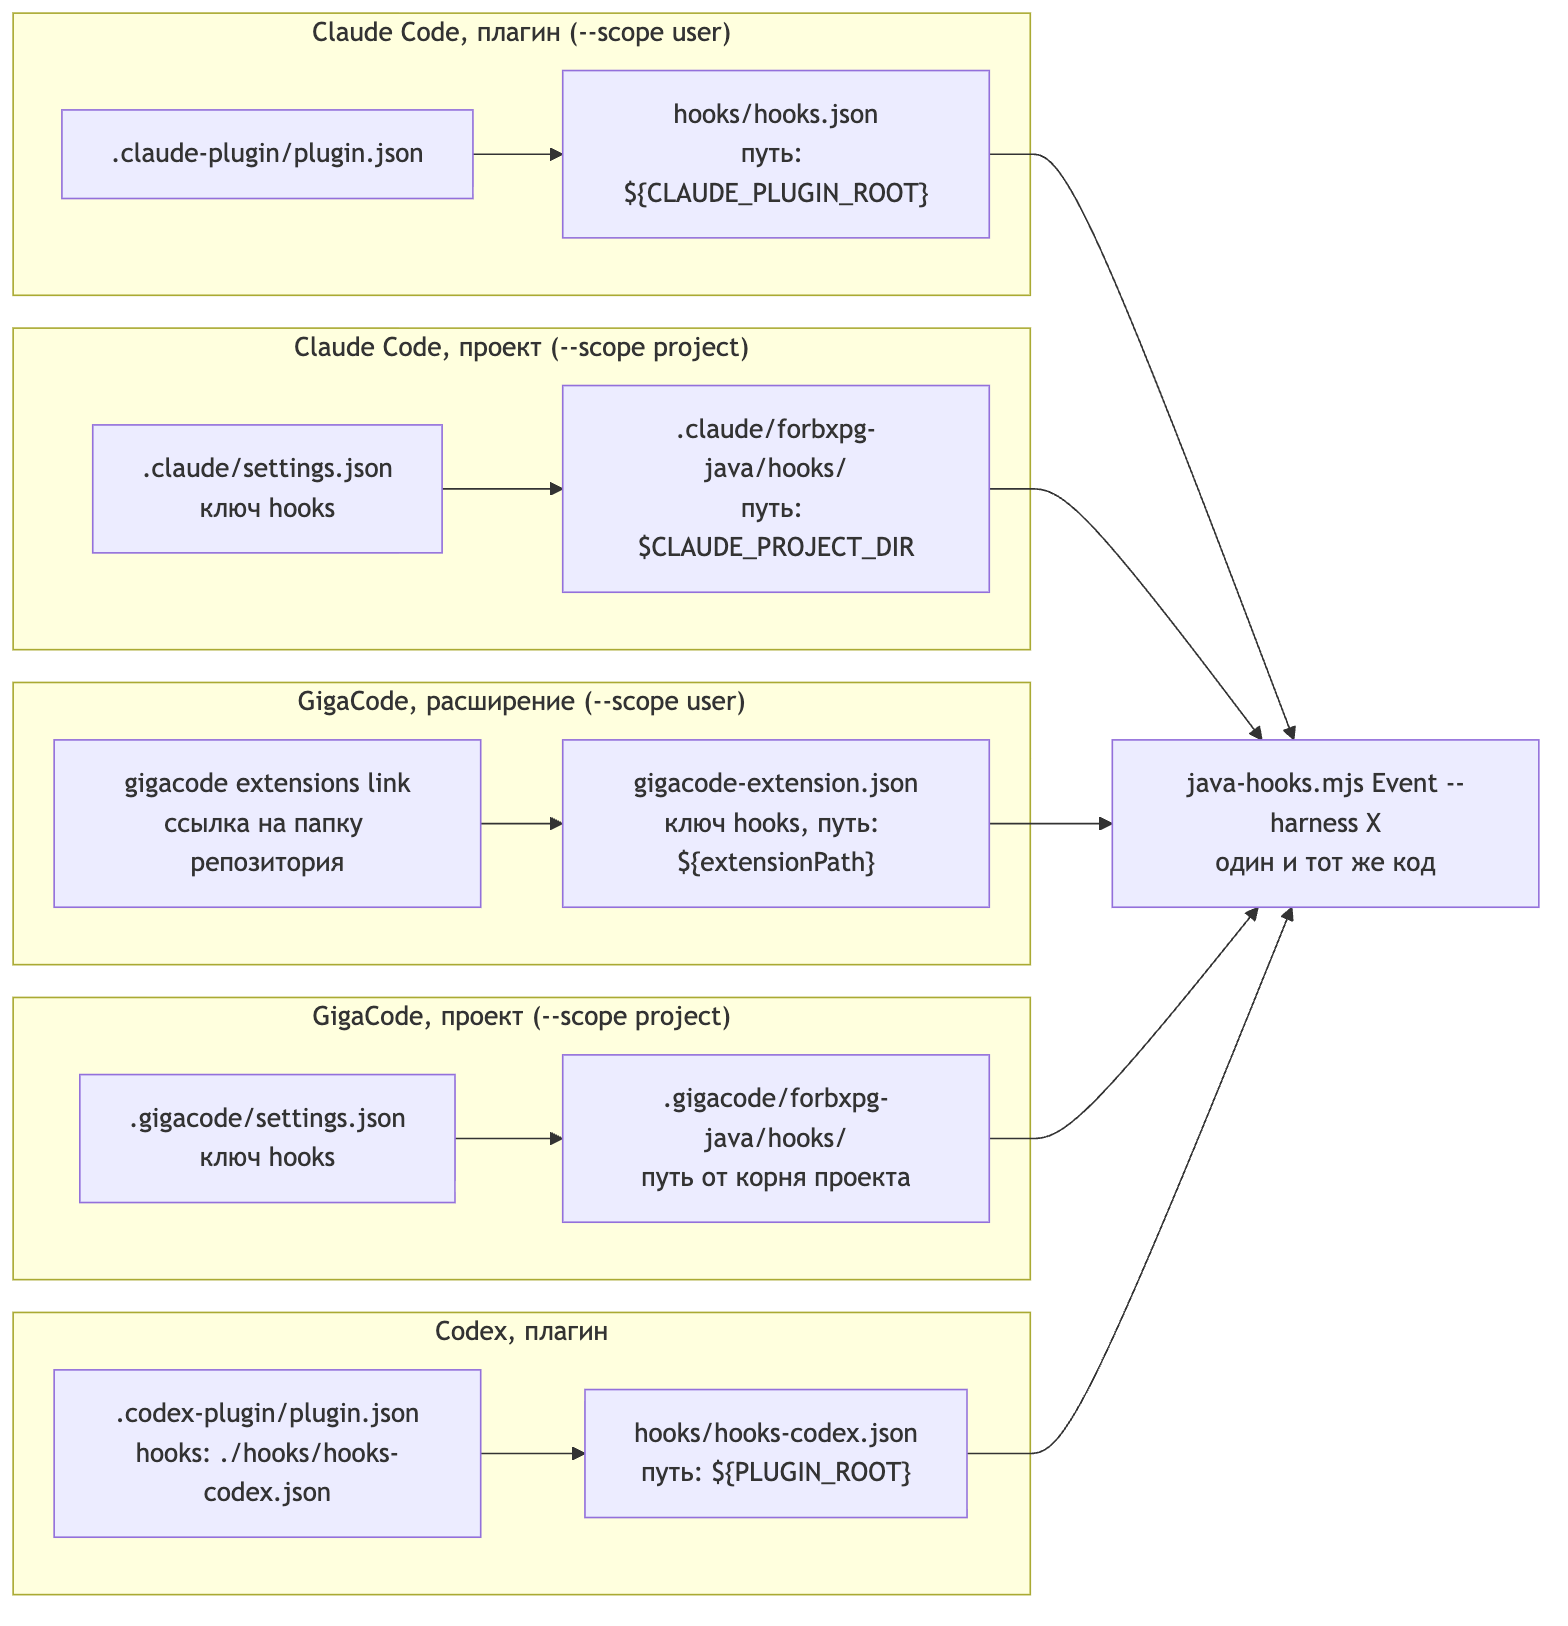 Claude Code, плагин (--scope user)
.claude-plugin/plugin.json
hooks/hooks.json
путь:
${CLAUDE_PLUGIN_ROOT}
Claude Code, проект (--scope project)
.claude/settings.json
ключ hooks
.claude/forbxpg-
java/hooks/
путь:
$CLAUDE_PROJECT_DIR
GigaCode, расширение (--scope user)
gigacode extensions link
ссылка на папку
репозитория
gigacode-extension.json
ключ hooks, путь:
${extensionPath}
java-hooks.mjs Event --
harness X
один и тот же код
GigaCode, проект (--scope project)
.gigacode/settings.json
ключ hooks
.gigacode/forbxpg-
java/hooks/
путь от корня проекта
Codex, плагин
.codex-plugin/plugin.json
hooks: ./hooks/hooks-
codex.json
hooks/hooks-codex.json
путь: ${PLUGIN_ROOT}